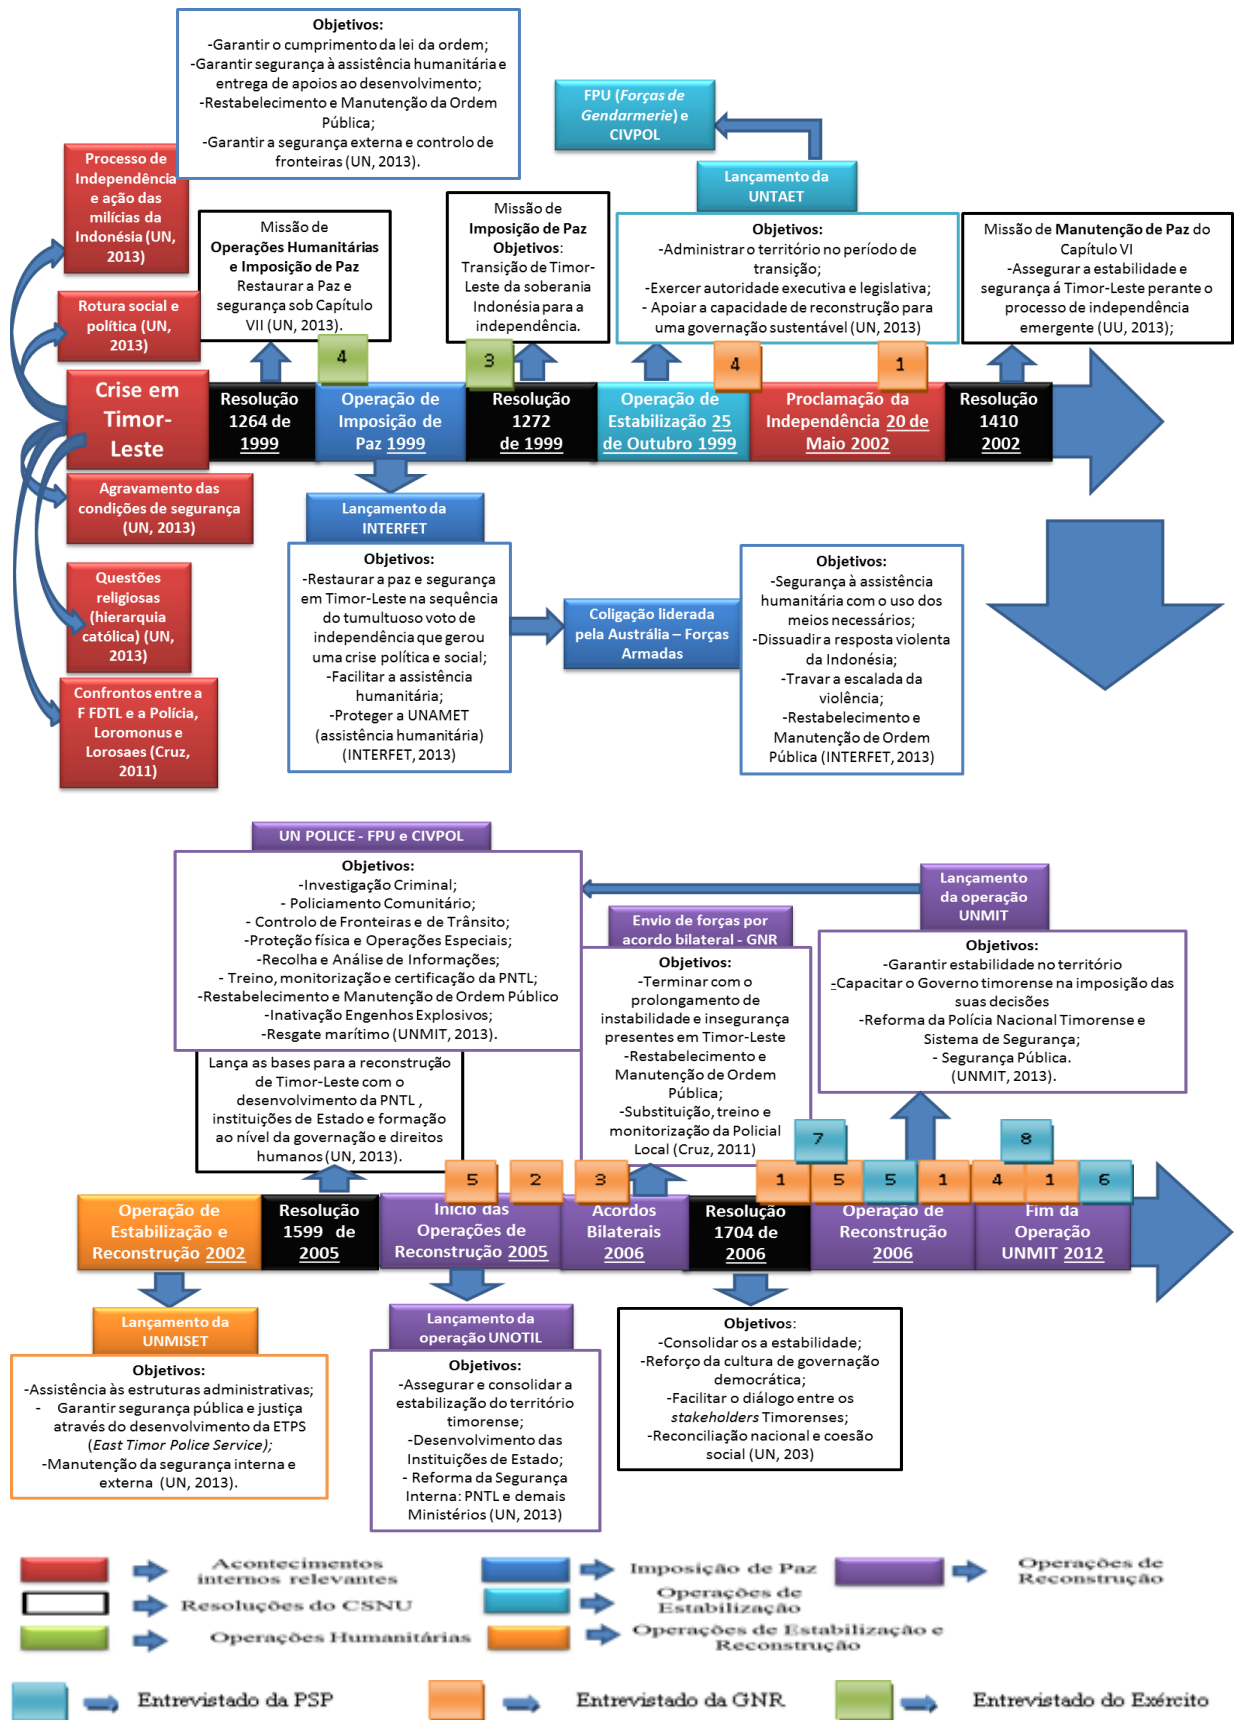 Objetivos:
-Garantir o cumprimento da lei da ordem;
-Garantir segurança à assistência humanitária e
entrega de apoios ao desenvolvimento;
-Restabelecimento e Manutenção da Ordem
Pública;
-Garantir a segurança externa e controlo de
fronteiras (UN, 2013).
FPU (Forças de
Gendarmerie) e
CIVPOL
Processo de
Independência
e ação das
milícias da
Indonésia (UN,
2013)
Lançamento da
UNTAET
Missão de
Operações Humanitárias
e Imposição de Paz
Restaurar a Paz e
segurança sob Capítulo
VII (UN, 2013).
Missão de
Imposição de Paz
Objetivos:
Transição de Timor-
Leste da soberania
Indonésia para a
independência.
Objetivos:
-Administrar o território no período de
transição;
-Exercer autoridade executiva e legislativa;
- Apoiar a capacidade de reconstrução para
uma governação sustentável (UN, 2013)
Missão de Manutenção de Paz do
Capítulo VI
-Assegurar a estabilidade e
segurança á Timor-Leste perante o
processo de independência
emergente (UU, 2013);
Rotura social e
política (UN,
2013)
4
3
4
1
Crise em
Timor-
Leste
Resolução
1264 de
1999
Operação de
Imposição de
Paz 1999
Resolução
1272
de 1999
Operação de
Estabilização 25
de Outubro 1999
Proclamação da
Independência 20 de
Maio 2002
Resolução
1410
2002
Agravamento das
condições de segurança
(UN, 2013)
Lançamento da
INTERFET
Objetivos:
-Restaurar a paz e segurança
em Timor-Leste na sequência
do tumultuoso voto de
independência que gerou
uma crise política e social;
-Facilitar a assistência
humanitária;
-Proteger a UNAMET
(assistência humanitária)
(INTERFET, 2013)
Coligação liderada
pela Austrália – Forças
Armadas
Objetivos:
-Segurança à assistência
humanitária com o uso dos
meios necessários;
-Dissuadir a resposta violenta
da Indonésia;
-Travar a escalada da
violência;
-Restabelecimento e
Manutenção de Ordem
Pública (INTERFET, 2013)
Questões
religiosas
(hierarquia
católica) (UN,
2013)
Confrontos entre a
F FDTL e a Polícia,
Loromonus e
Lorosaes (Cruz,
2011)
UN POLICE - FPU e CIVPOL
Objetivos:
-Investigação Criminal;
- Policiamento Comunitário;
- Controlo de Fronteiras e de Trânsito;
-Proteção física e Operações Especiais;
-Recolha e Análise de Informações;
- Treino, monitorização e certificação da PNTL;
-Restabelecimento e Manutenção de Ordem Público
-Inativação Engenhos Explosivos;
-Resgate marítimo (UNMIT, 2013).
Lançamento
da operação
UNMIT
Envio de forças por
acordo bilateral - GNR
Objetivos:
-Terminar com o
prolongamento de
instabilidade e insegurança
presentes em Timor-Leste
-Restabelecimento e
Manutenção de Ordem
Pública;
-Substituição, treino e
monitorização da Policial
Local (Cruz, 2011)
Objetivos:
-Garantir estabilidade no território
-Capacitar o Governo timorense na imposição das
suas decisões
-Reforma da Polícia Nacional Timorense e
Sistema de Segurança;
- Segurança Pública.
(UNMIT, 2013).
Lança as bases para a reconstrução
de Timor-Leste com o
desenvolvimento da PNTL ,
instituições de Estado e formação
ao nível da governação e direitos
humanos (UN, 2013).
7
8
5
2
3
1
5
5
1
4
1
6
Operação de
Estabilização e
Reconstrução 2002
Resolução
1599 de
2005
Início das
Operações de
Reconstrução 2005
Acordos
Bilaterais
2006
Resolução
1704 de
2006
Operação de
Reconstrução
2006
Fim da
Operação
UNMIT 2012
Lançamento da
UNMISET
Objetivos:
-Assistência às estruturas administrativas;
- Garantir segurança pública e justiça
através do desenvolvimento da ETPS
(East Timor Police Service);
-Manutenção da segurança interna e
externa (UN, 2013).
Lançamento da
operação UNOTIL
Objetivos:
-Assegurar e consolidar a
estabilização do território
timorense;
-Desenvolvimento das
Instituições de Estado;
- Reforma da Segurança
Interna: PNTL e demais
Ministérios (UN, 2013)
Objetivos:
-Consolidar os a estabilidade;
-Reforço da cultura de governação
democrática;
-Facilitar o diálogo entre os
stakeholders Timorenses;
-Reconciliação nacional e coesão
social (UN, 203)
Acontecimentos
internos relevantes
Imposição de Paz
Operações de
Reconstrução
Resoluções do CSNU
Operações de
Estabilização
Operações Humanitárias
Operações de Estabilização e
Reconstrução
Entrevistado da PSP
Entrevistado da GNR
Entrevistado do Exército